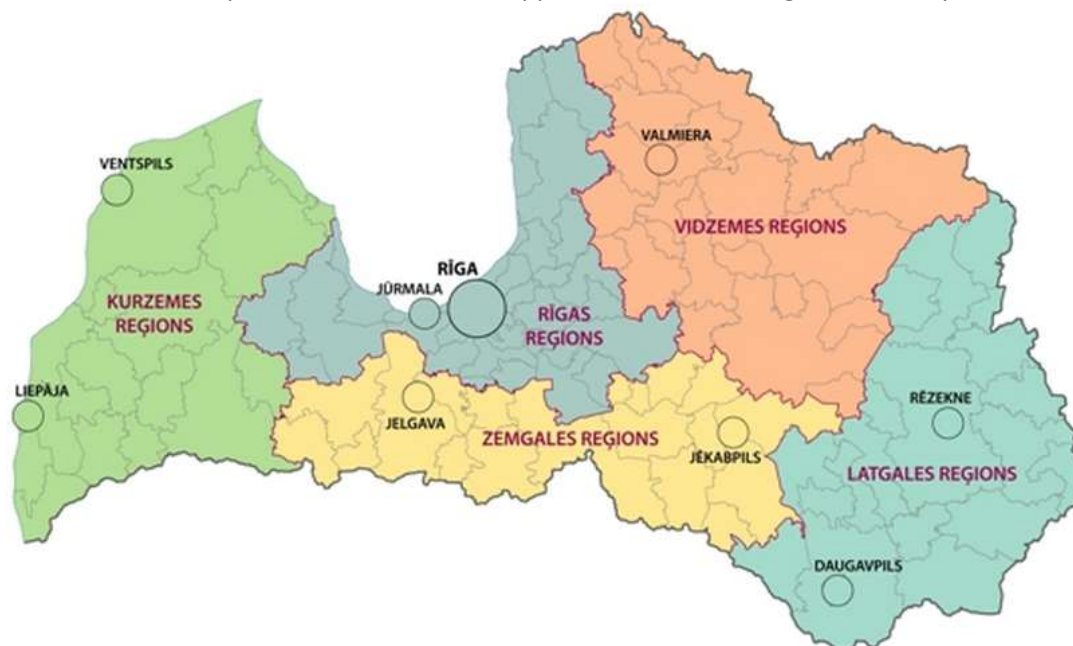 VENTSPILS
VALMIERA
VIDZEMES REĢIONS
RĪGA
JŪRMALA
KURZEMES
REĢIONS
RĪGAS
REĢIONS
LIEPĀJA
JELGAVA
ZEMGALES REĢIONS
JĒKABPILS
RĒZEKNE
LATGALES REĢIONS
DAUGAVPILS